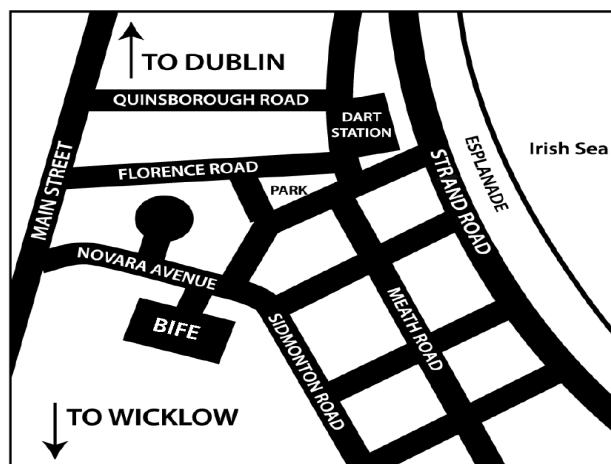 TO DUBLIN
QUINSBOROUGH ROAD
DART
STATION
Irish Sea
ESPLANADE
FLORENCE ROAD
PARK
STRAND ROAD
MAIN STREET
NOVARA AVENUE
BIFE
SIDMONTON ROAD
MEATH ROAD
TO WICKLOW